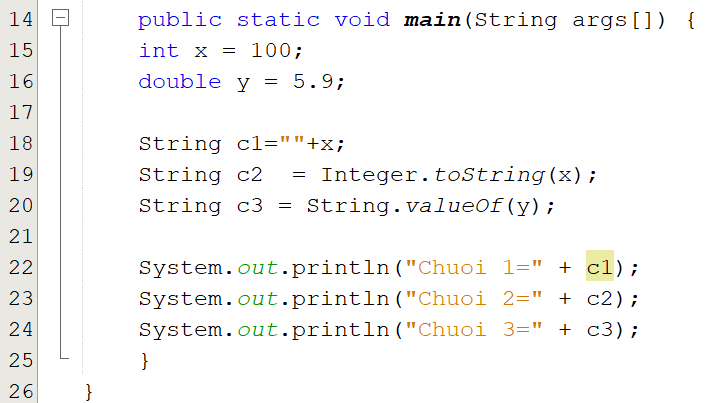 14 public static void main(String args[]) {
15 int x = 100;
16 double y = 5.9;
17
18 String c1=""+x;
19 String c2  = Integer.toString(x);
20 String c3 = String.valueOf(y);
21
22 System.out.println("Chuoi 1=" + c1);
23 System.out.println("Chuoi 2=" + c2);
24 System.out.println("Chuoi 3=" + c3);
25 }
26 }